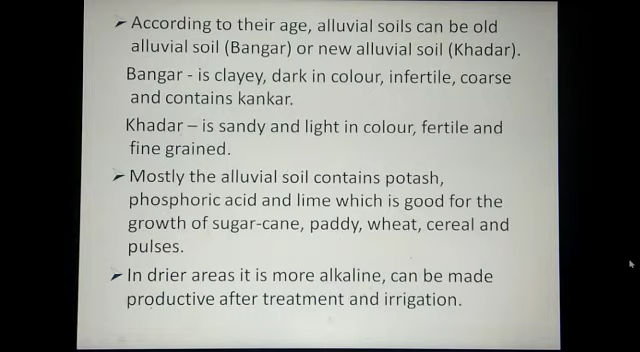 ➢ According to their age, alluvial soils can be old
alluvial soil (Bangar) or new alluvial soil (Khadar).
Bangar - is clayey, dark in colour, infertile, coarse
and contains kankar.
Khadar – is sandy and light in colour, fertile and
fine grained.
➢ Mostly the alluvial soil contains potash,
phosphoric acid and lime which is good for the
growth of sugar-cane, paddy, wheat, cereal and
pulses.
➢ In drier areas it is more alkaline, can be made
productive after treatment and irrigation.